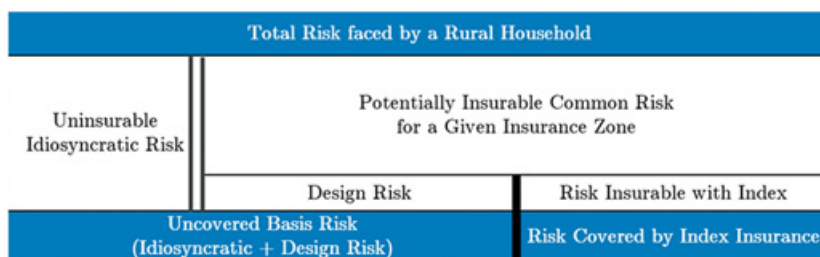 Total Risk faced by a Rural Household
Uninsurable
Idiosyncratic Risk
Potentially Insurable Common Risk
for a Given Insurance Zone
Design Risk
Risk Insurable with Index
Uncovered Basis Risk
(Idiosyncratic + Design Risk)
Risk Covered by Index Insurance